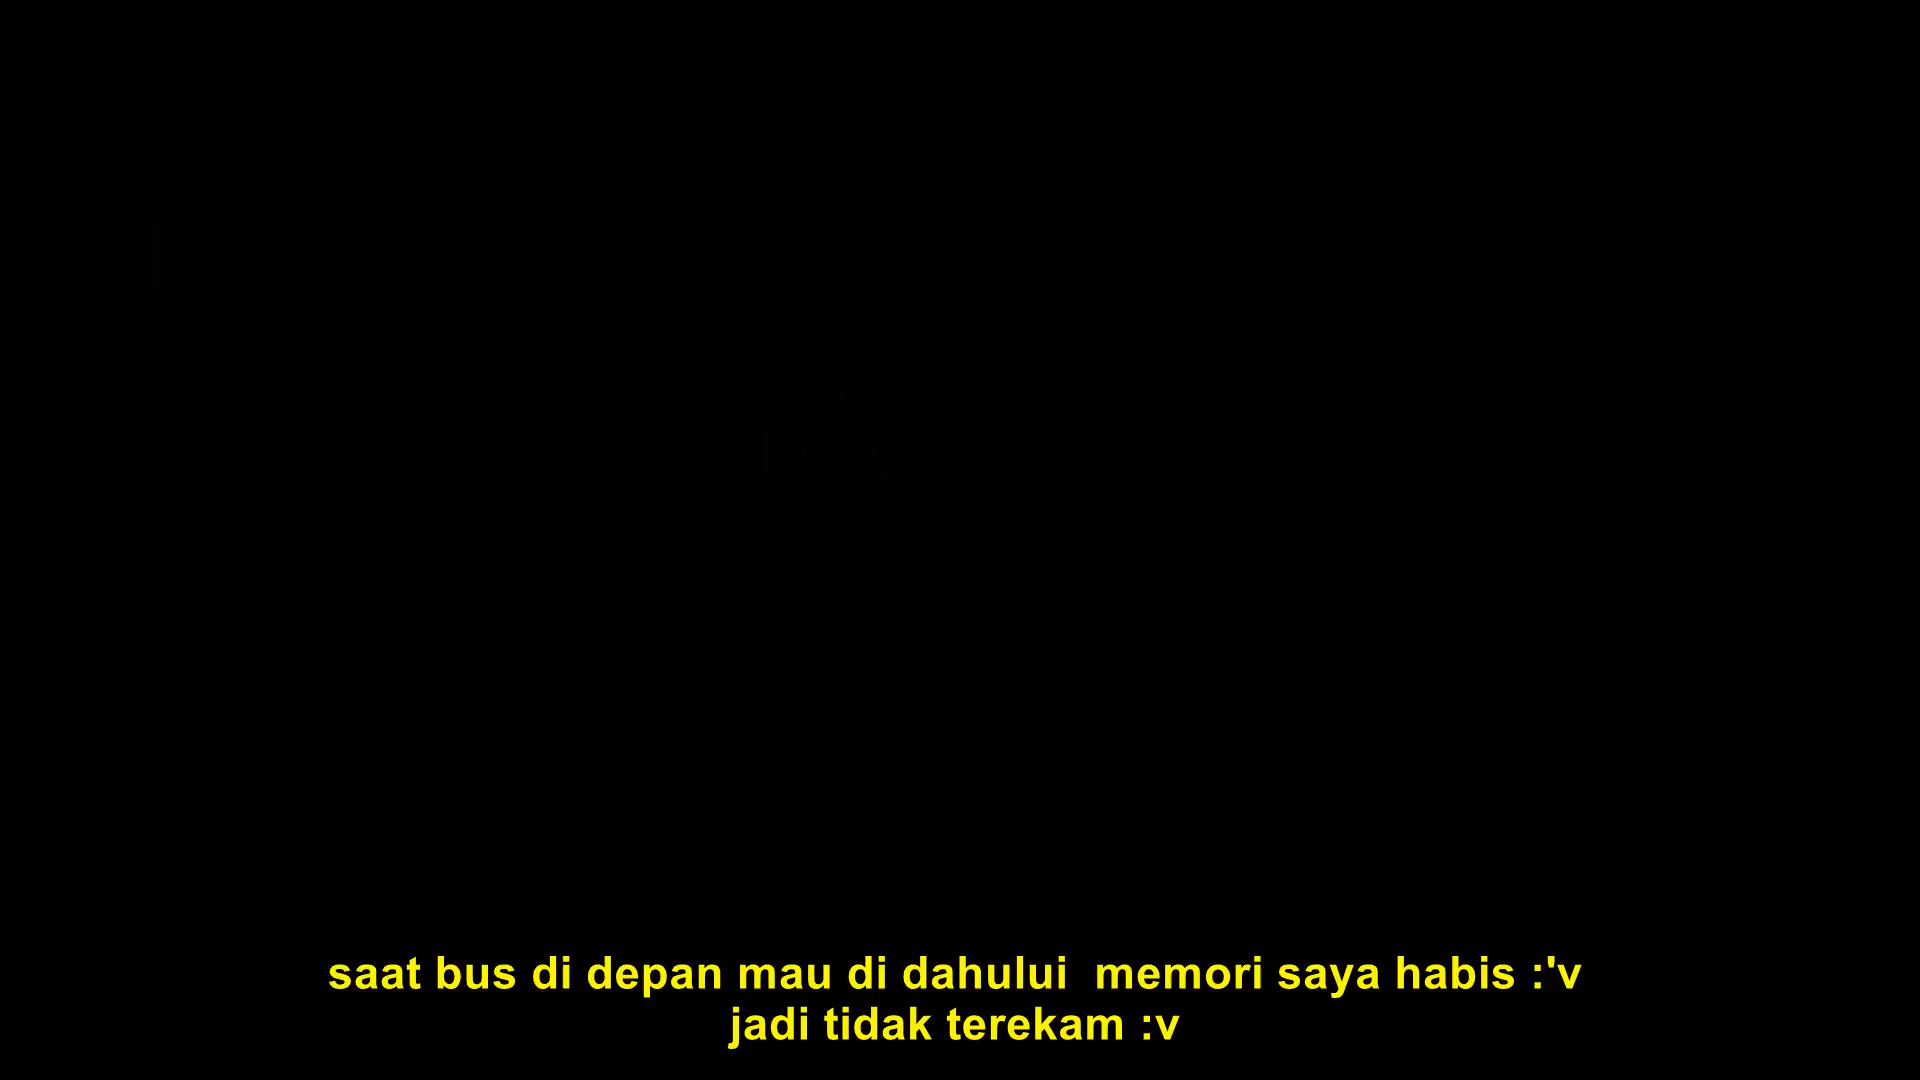 saat bus di depan mau di dahului  memori saya habis :'v
jadi tidak terekam :v